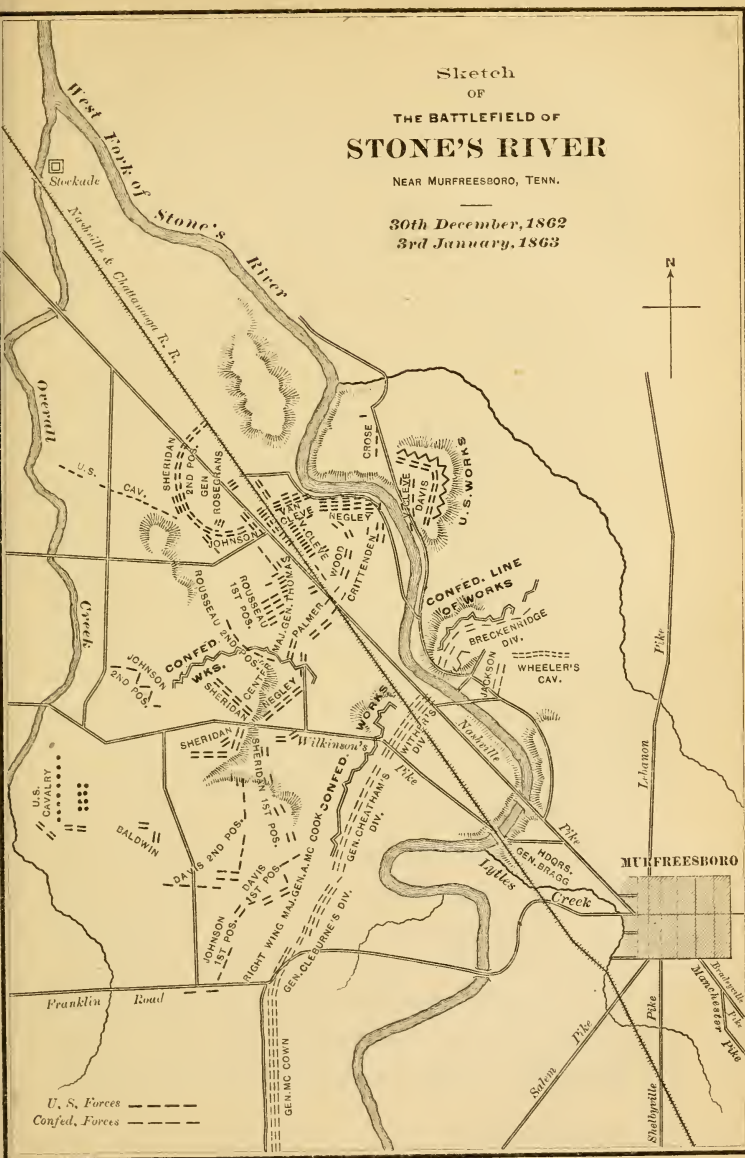 Sketch
OF
THE BATTLEFIELD OF
STONE'S RIVER
NEAR MURFREESBORO, TENN.
30th December, 1862
3rd January, 1863
N
West Fork of Stone's River
Stockade
Nashville & Chattanooga R. R.
Overall Creek
CROSE
U.S. CAV.
SHERIDAN
2ND POS.
GEN
ROSECRANS
JOHNSON
VAN CLEVE
CLEVE
NEGLEY
DAVIS
U.S. WORKS
WOOD
CRITTENDEN
ROUSSEAU 2ND POS.
ROUSSEAU
1ST POS.
MAJ. GEN. THOMAS
CENTRE
PALMER
CONFED. LINE
OF WORKS
BRECKENRIDGE
DIV.
JACKSON
WHEELER'S
CAV.
JOHNSON
2ND POS.
CONFED.
WKS.
SHERIDAN
NEGLEY
SHERIDAN
SHERIDAN 1ST POS.
Wilkinson's Pike
CONFED. WORKS
WITHER'S
DIV.
Nashville Pike
Lebanon Pike
U.S.
CAVALRY
BALDWIN
DAVIS 2ND POS.
DAVIS
1ST POS.
JOHNSON
1ST POS.
RIGHT WING MAJ. GEN. A. MC COOK
GEN. CHEATHAM'S
DIV.
GEN. CLEBURNE'S DIV.
HDQRS.
GEN. BRAGG
MURFREESBORO
Lytles Creek
Franklin Road
GEN. MC COWN
Salem Pike
Shelbyville Pike
Manchester Pike
Bradyville Pike
U. S. Forces
Confed. Forces